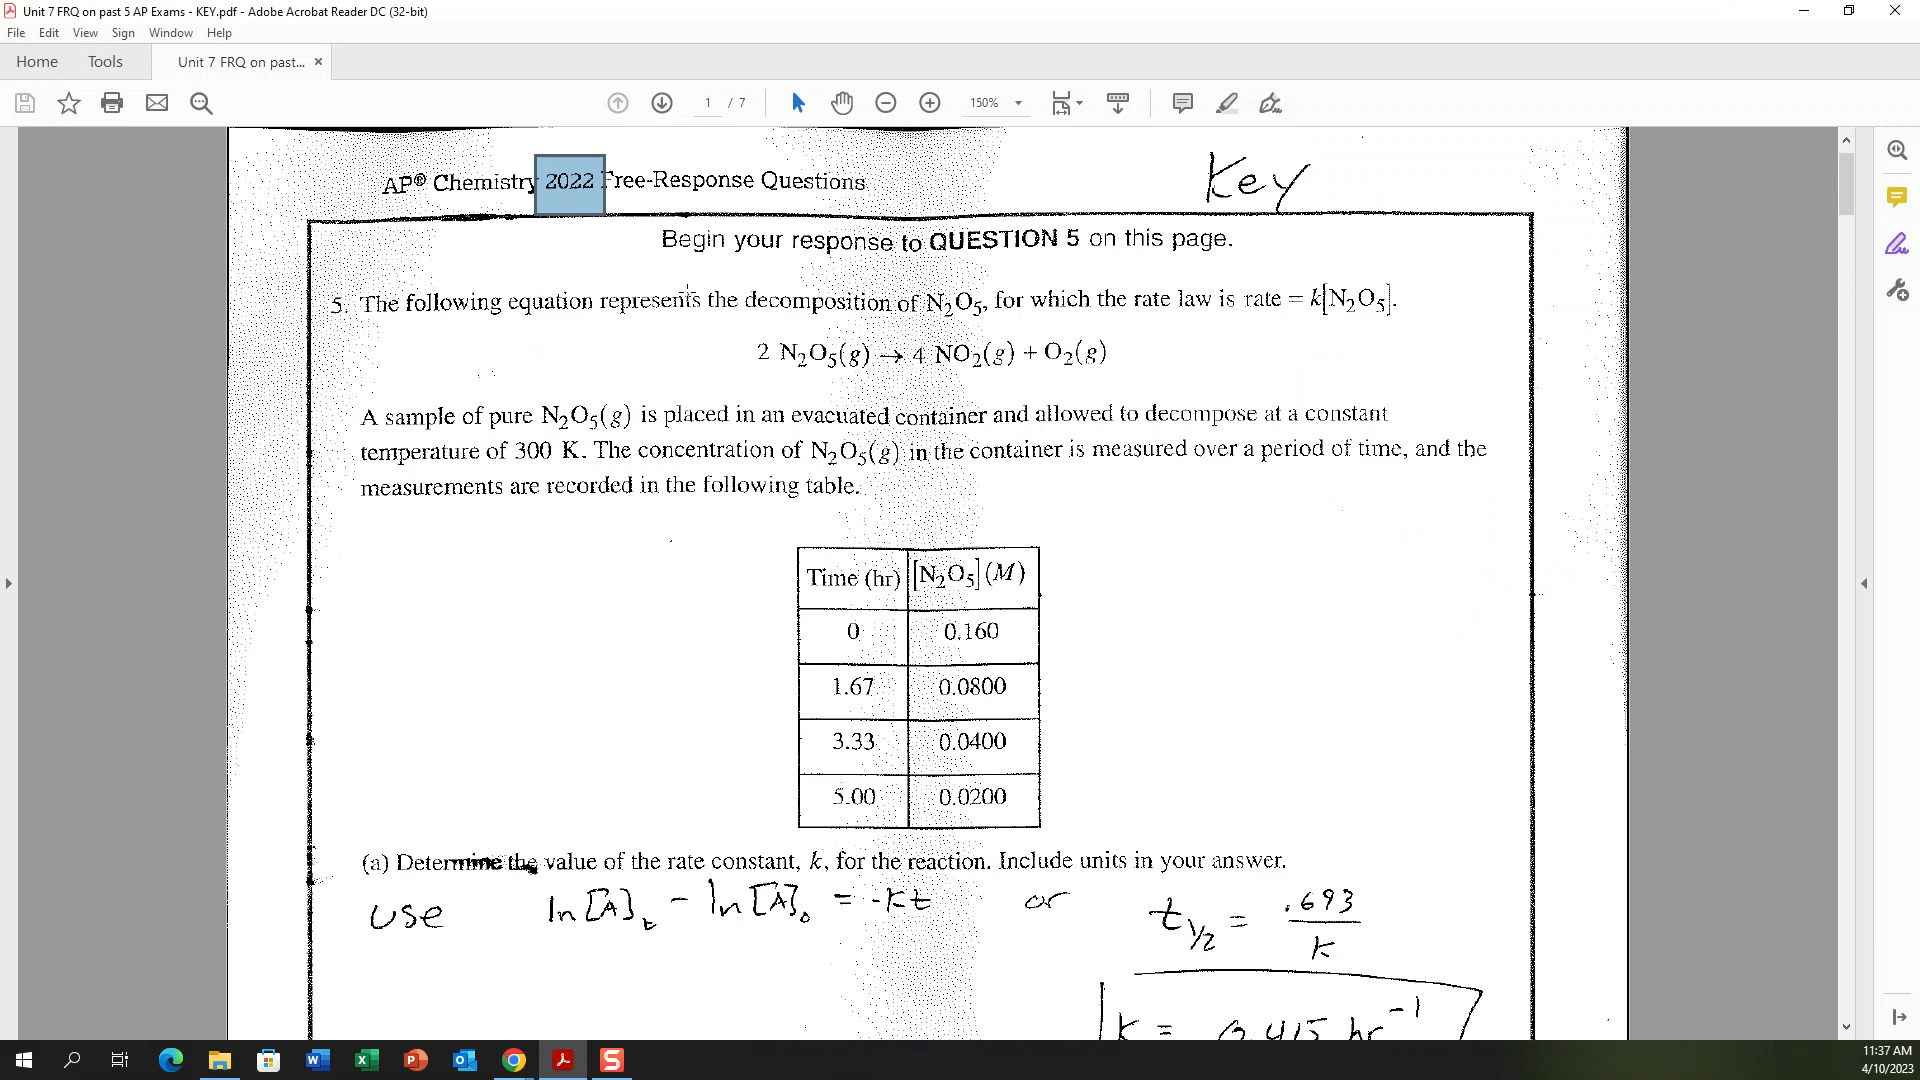 Unit 7 FRQ on past 5 AP Exams - KEY.pdf - Adobe Acrobat Reader DC (32-bit)
File Edit View Sign Window Help
Home Tools Unit 7 FRQ on past... ×
1 / 7 150%
AP® Chemistry 2022 Free-Response Questions
Key
Begin your response to QUESTION 5 on this page.
5. The following equation represents the decomposition of N₂O₅, for which the rate law is rate = k[N₂O₅].
2 N₂O₅(g) → 4 NO₂(g) + O₂(g)
A sample of pure N₂O₅(g) is placed in an evacuated container and allowed to decompose at a constant
temperature of 300 K. The concentration of N₂O₅(g) in the container is measured over a period of time, and the
measurements are recorded in the following table.
Time (hr) [N₂O₅] (M)
0 0.160
1.67 0.0800
3.33 0.0400
5.00 0.0200
(a) Determine the value of the rate constant, k, for the reaction. Include units in your answer.
use ln[A]ₜ - ln[A]₀ = -kt or t₁/₂ = .693/k
k = 0.415 hr⁻¹
11:37 AM
4/10/2023